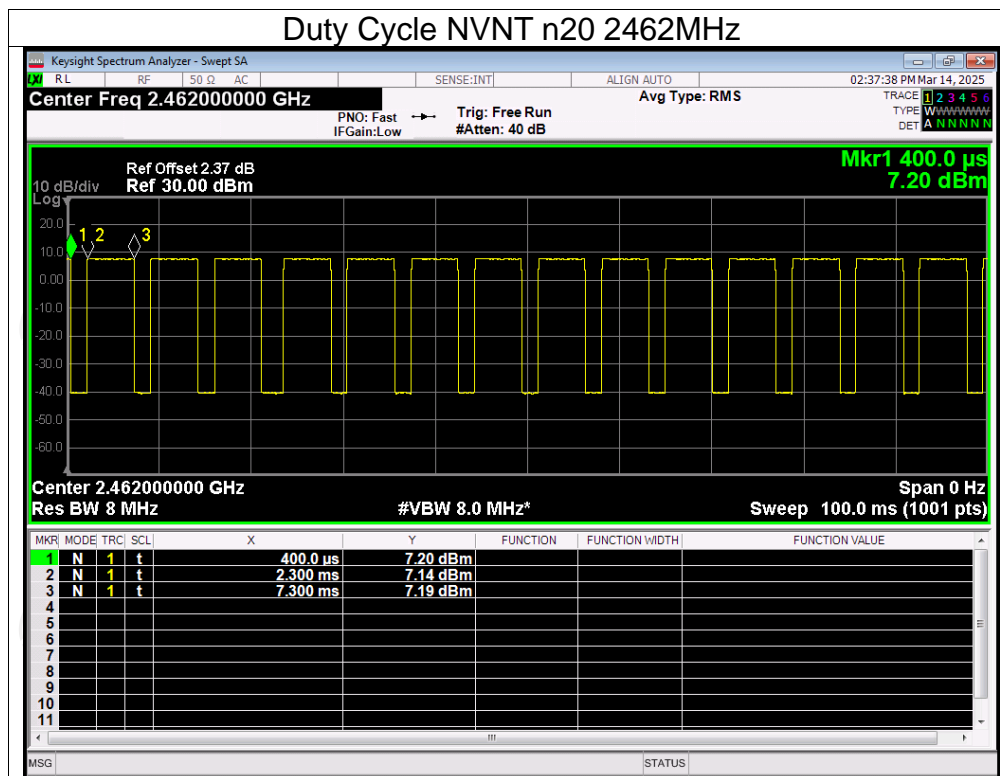 Duty Cycle NVNT n20 2462MHz
Keysight Spectrum Analyzer - Swept SA
LXI RL RF 50 Ω AC SENSE:INT ALIGN AUTO 02:37:38 PM Mar 14, 2025
Center Freq 2.462000000 GHz Avg Type: RMS TRACE 1 2 3 4 5 6
PNO: Fast Trig: Free Run TYPE WWWWWW
IFGain:Low #Atten: 40 dB DET A N N N N N
Mkr1 400.0 µs
Ref Offset 2.37 dB 7.20 dBm
10 dB/div Ref 30.00 dBm
Log
20.0
1 2 3
10.0
0.00
-10.0
-20.0
-30.0
-40.0
-50.0
-60.0
Center 2.462000000 GHz Span 0 Hz
Res BW 8 MHz #VBW 8.0 MHz* Sweep 100.0 ms (1001 pts)
MKR MODE TRC SCL X Y FUNCTION FUNCTION WIDTH FUNCTION VALUE
1 N 1 t 400.0 µs 7.20 dBm
2 N 1 t 2.300 ms 7.14 dBm
3 N 1 t 7.300 ms 7.19 dBm
4
5
6
7
8
9
10
11
MSG STATUS